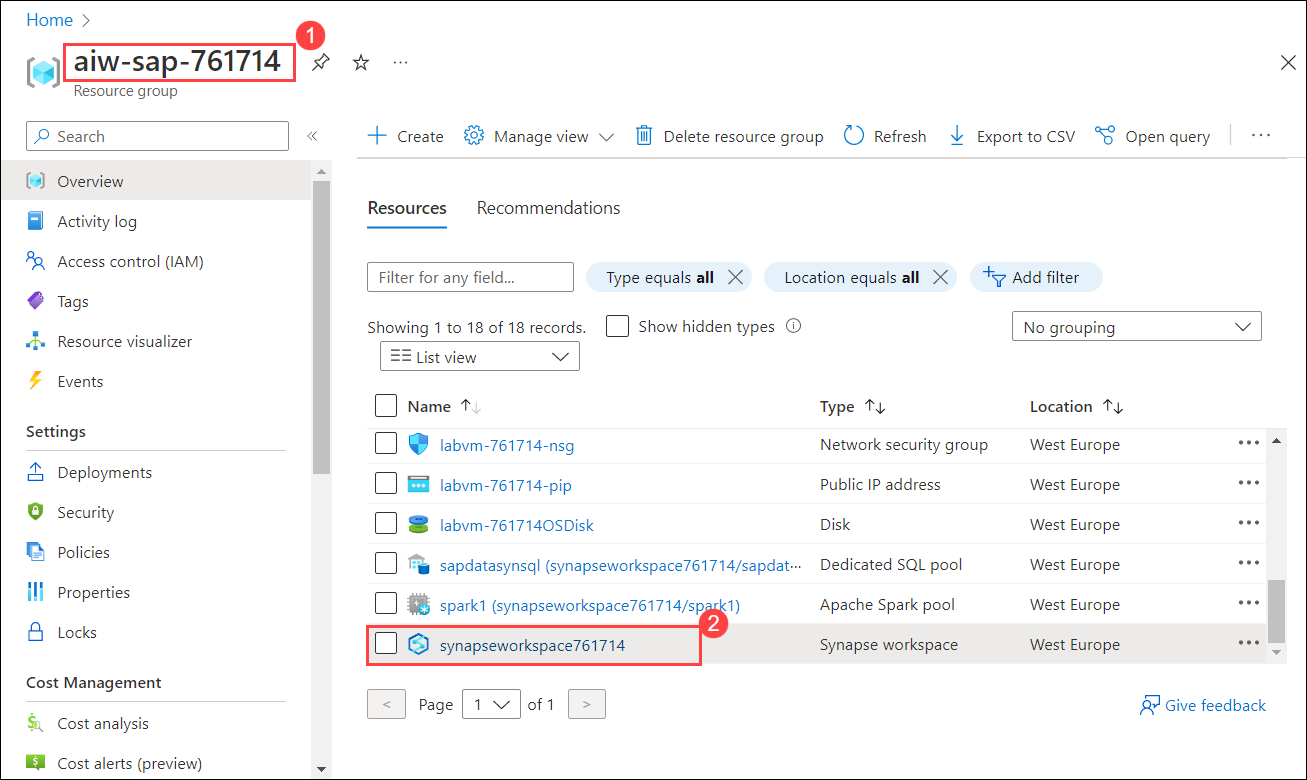 Home >
aiw-sap-761714
1
...
Resource group
Search
«
Create Manage view Delete resource group Refresh Export to CSV Open query ...
Overview
Activity log
Access control (IAM)
Tags
Resource visualizer
Events
Settings
Deployments
Security
Policies
Properties
Locks
Cost Management
Cost analysis
Cost alerts (preview)
Resources Recommendations
Filter for any field... Type equals all Location equals all Add filter
Showing 1 to 18 of 18 records. Show hidden types No grouping
List view
Name ↑↓ Type ↑↓ Location ↑↓
labvm-761714-nsg Network security group West Europe ...
labvm-761714-pip Public IP address West Europe ...
labvm-761714OSDisk Disk West Europe ...
sapdatasynsql (synapseworkspace761714/sapdat... Dedicated SQL pool West Europe ...
spark1 (synapseworkspace761714/spark1) Apache Spark pool West Europe ...
2
synapseworkspace761714 Synapse workspace West Europe ...
< Page 1 of 1 >
Give feedback